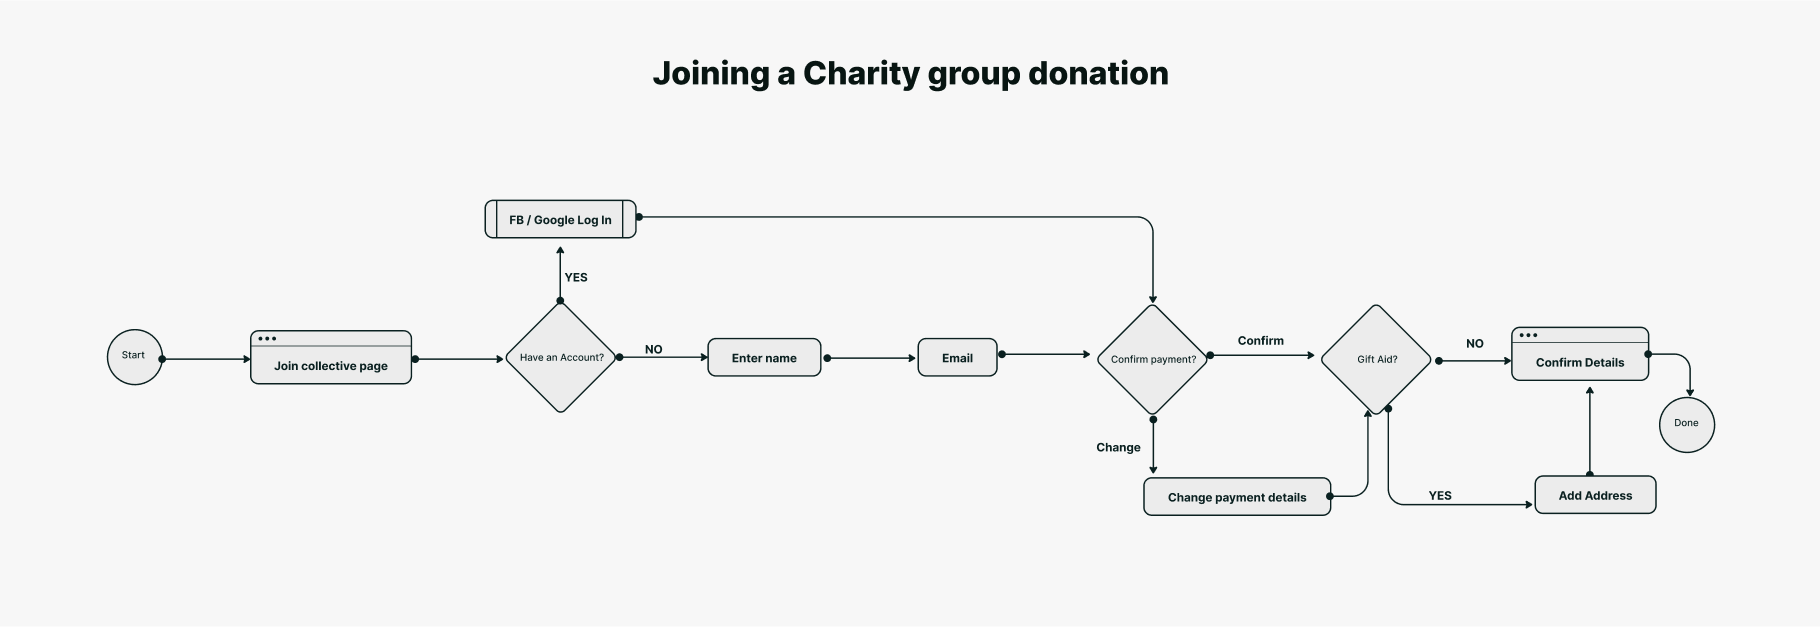 Joining a Charity group donation
FB / Google Log In
YES
Start
Join collective page
Have an Account?
NO
Enter name
Email
Confirm payment?
Confirm
Gift Aid?
NO
Confirm Details
Done
Change
Change payment details
YES
Add Address